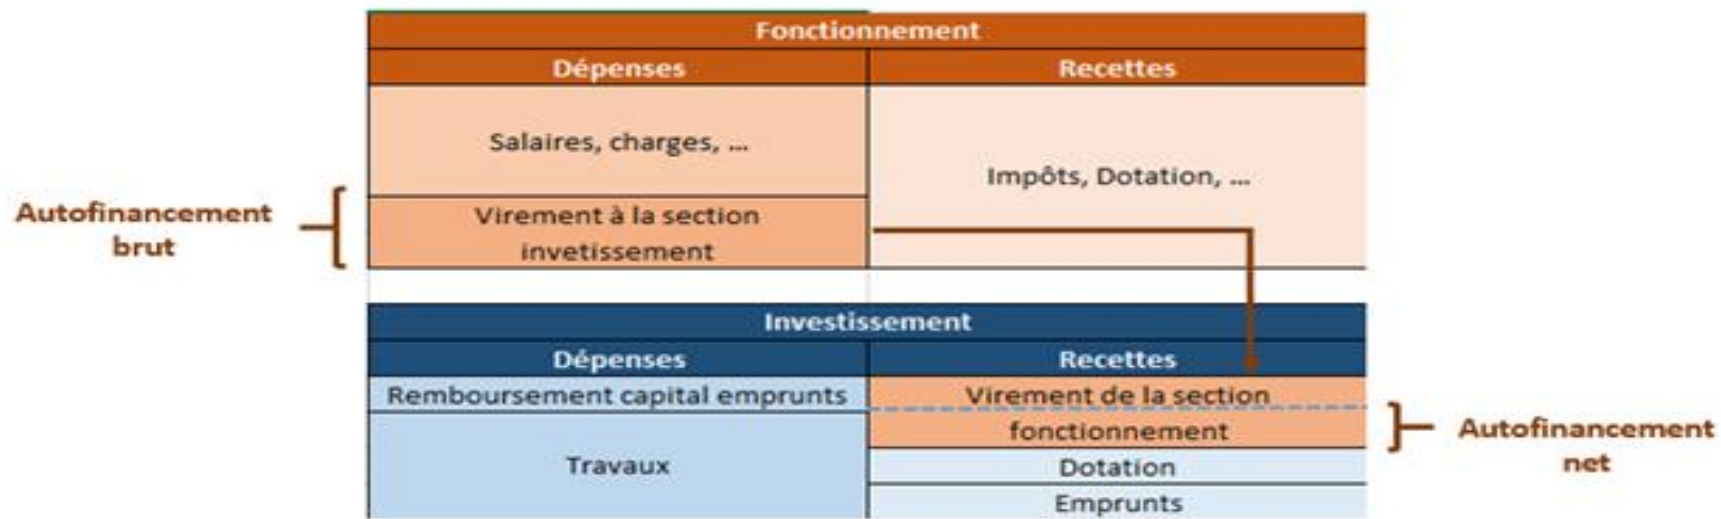 Fonctionnement
Dépenses
Recettes
Salaires, charges, ...
Impôts, Dotation, ...
Autofinancement
brut
Virement à la section
invetissement
Investissement
Dépenses
Recettes
Remboursement capital emprunts
Virement de la section
fonctionnement
Autofinancement
net
Travaux
Dotation
Emprunts